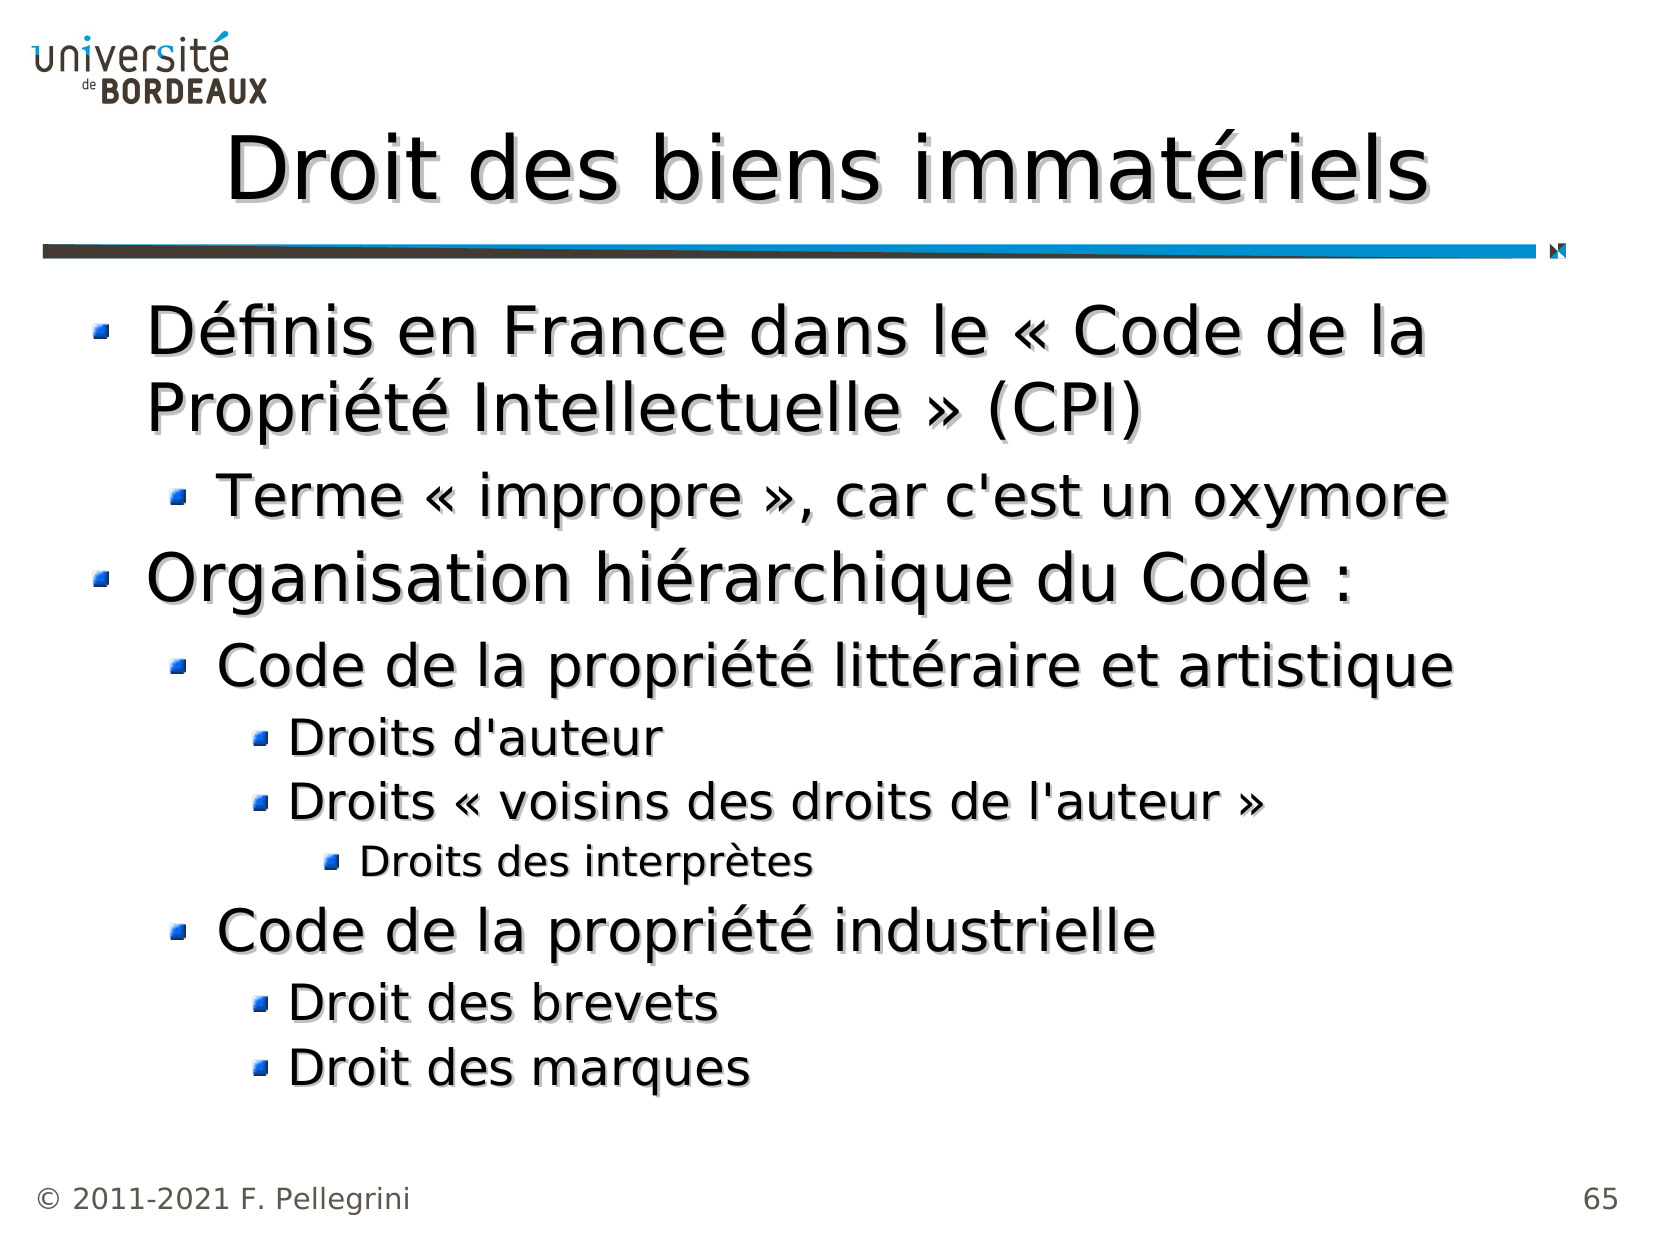 université
de BORDEAUX
Droit des biens immatériels
Définis en France dans le « Code de la
Propriété Intellectuelle » (CPI)
Terme « impropre », car c'est un oxymore
Organisation hiérarchique du Code :
Code de la propriété littéraire et artistique
Droits d'auteur
Droits « voisins des droits de l'auteur »
Droits des interprètes
Code de la propriété industrielle
Droit des brevets
Droit des marques
© 2011-2021 F. Pellegrini
65